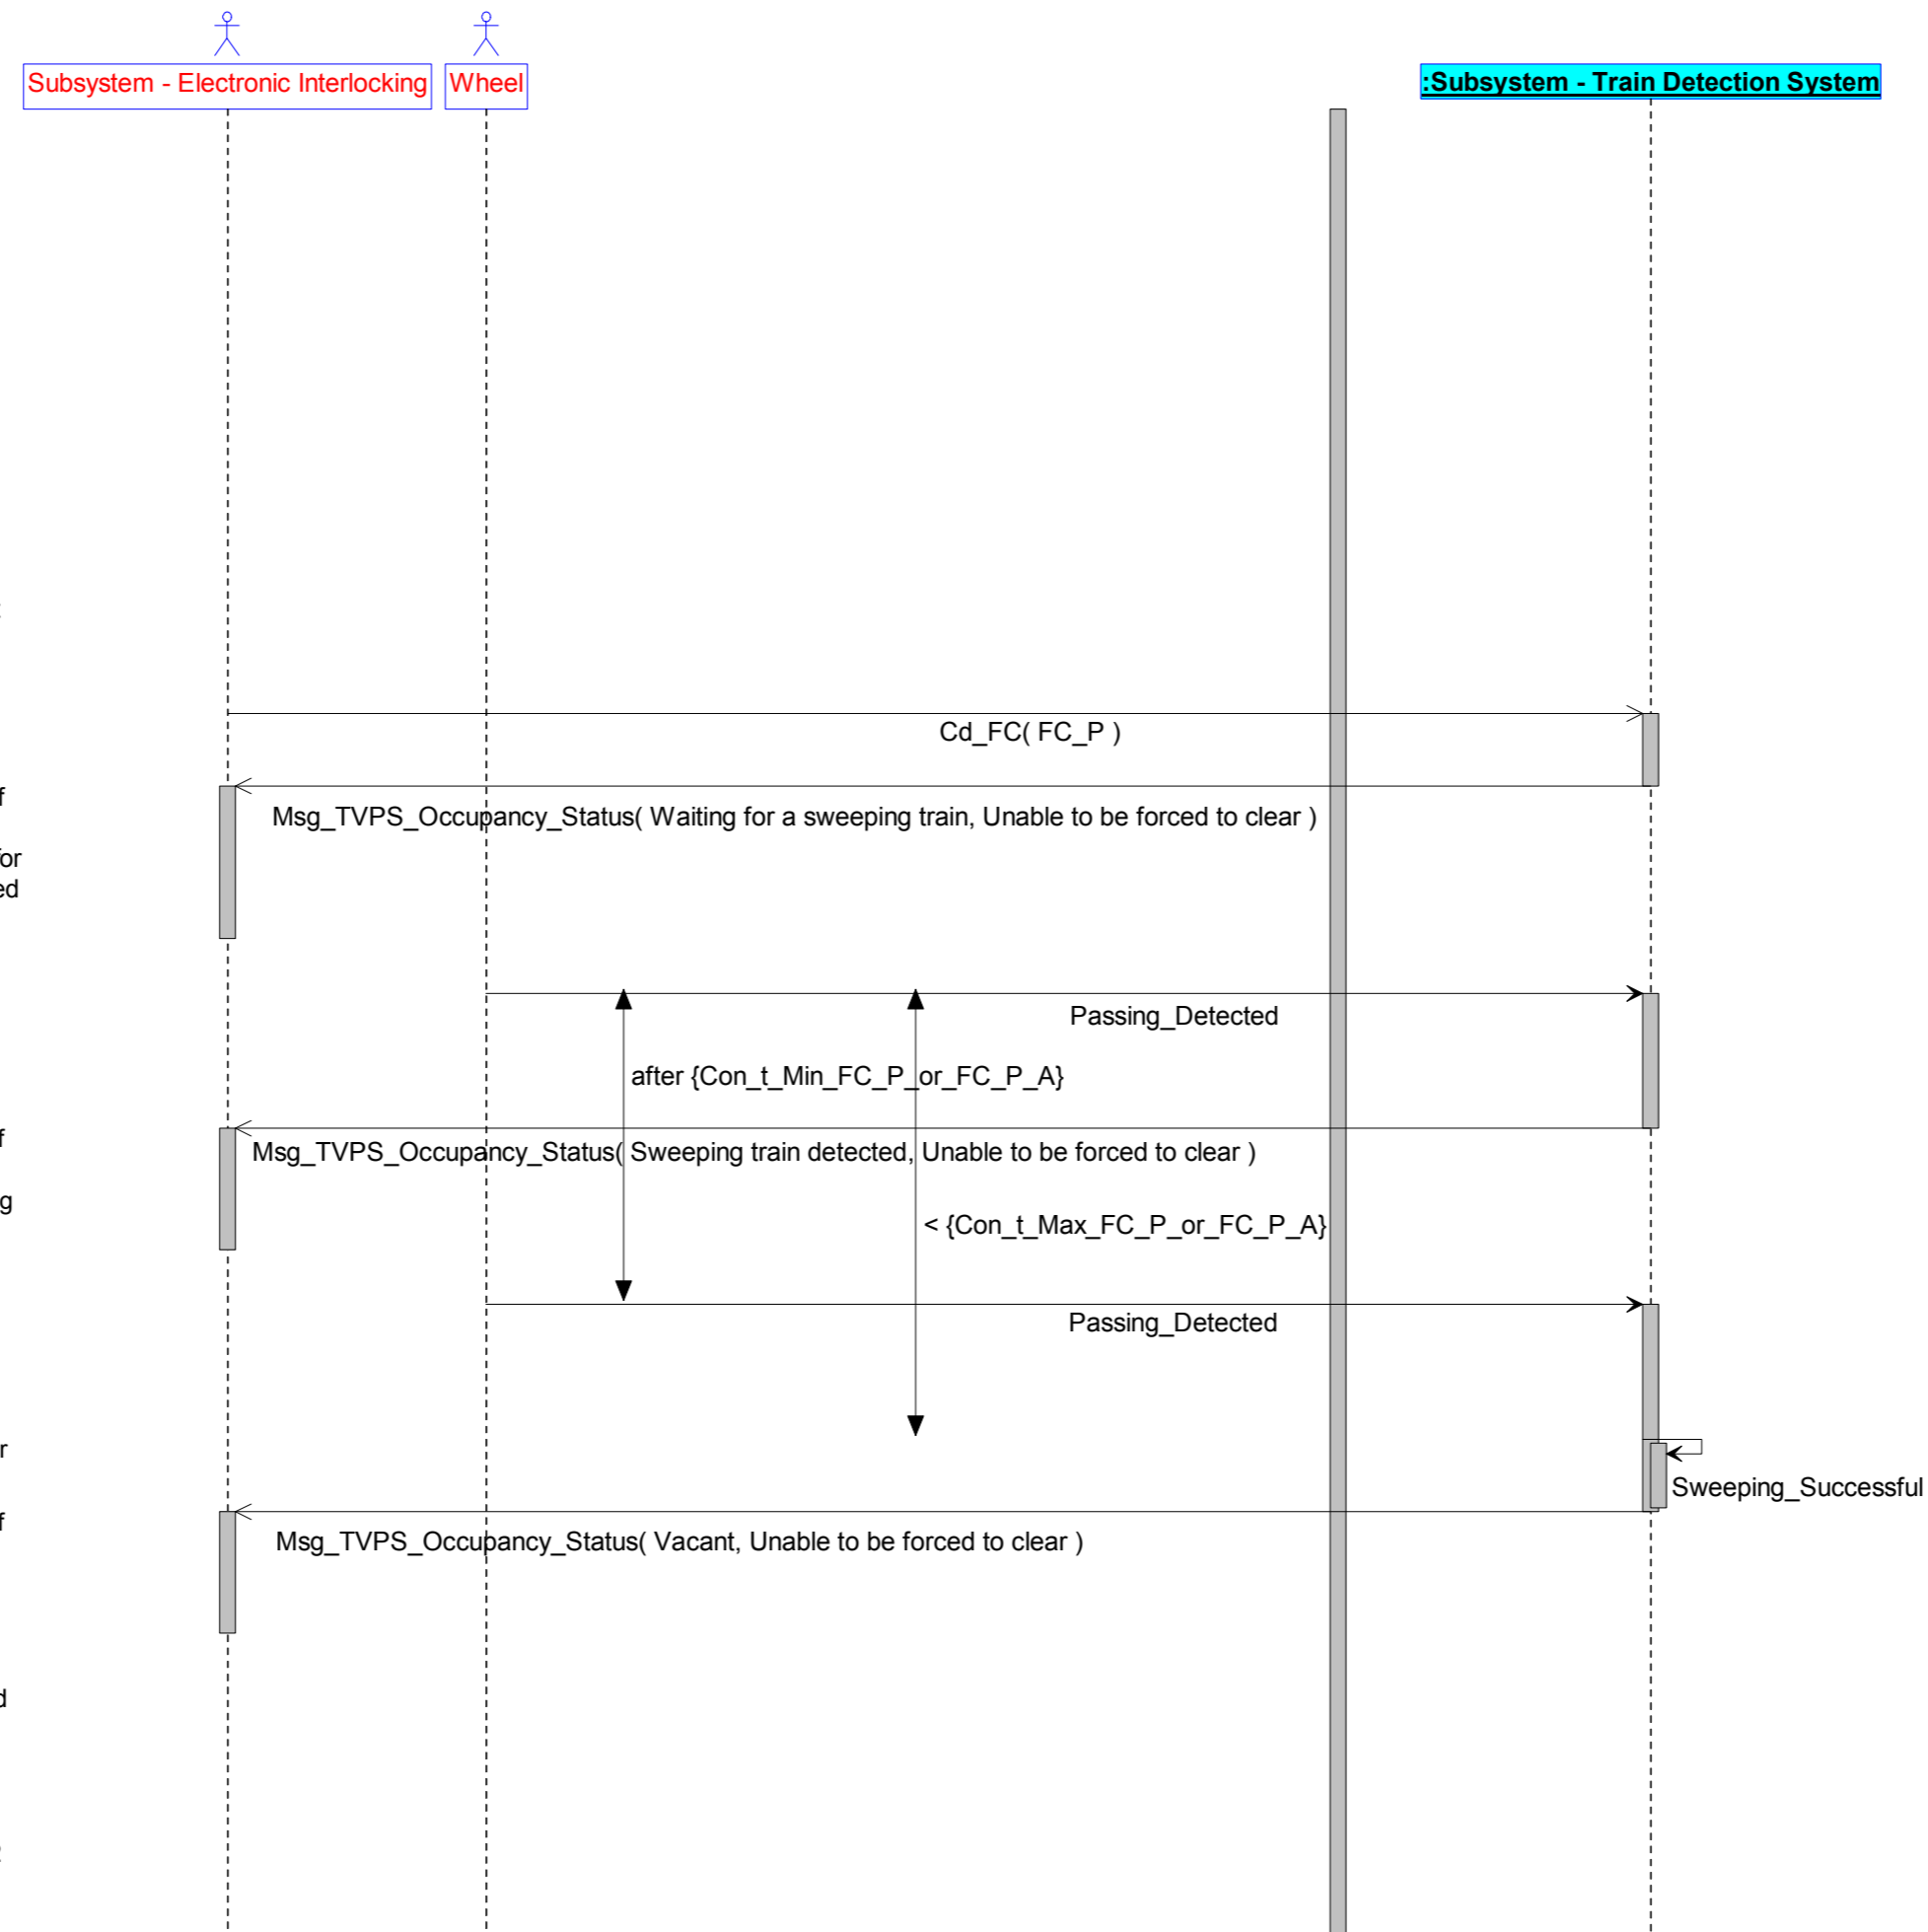 Subsystem - Electronic Interlocking
Wheel
:Subsystem - Train Detection System
Cd_FC( FC_P )
Msg_TVPS_Occupancy_Status( Waiting for a sweeping train, Unable to be forced to clear )
Passing_Detected
after {Con_t_Min_FC_P_or_FC_P_A}
Msg_TVPS_Occupancy_Status( Sweeping train detected, Unable to be forced to clear )
< {Con_t_Max_FC_P_or_FC_P_A}
Passing_Detected
Sweeping_Successful
Msg_TVPS_Occupancy_Status( Vacant, Unable to be forced to clear )